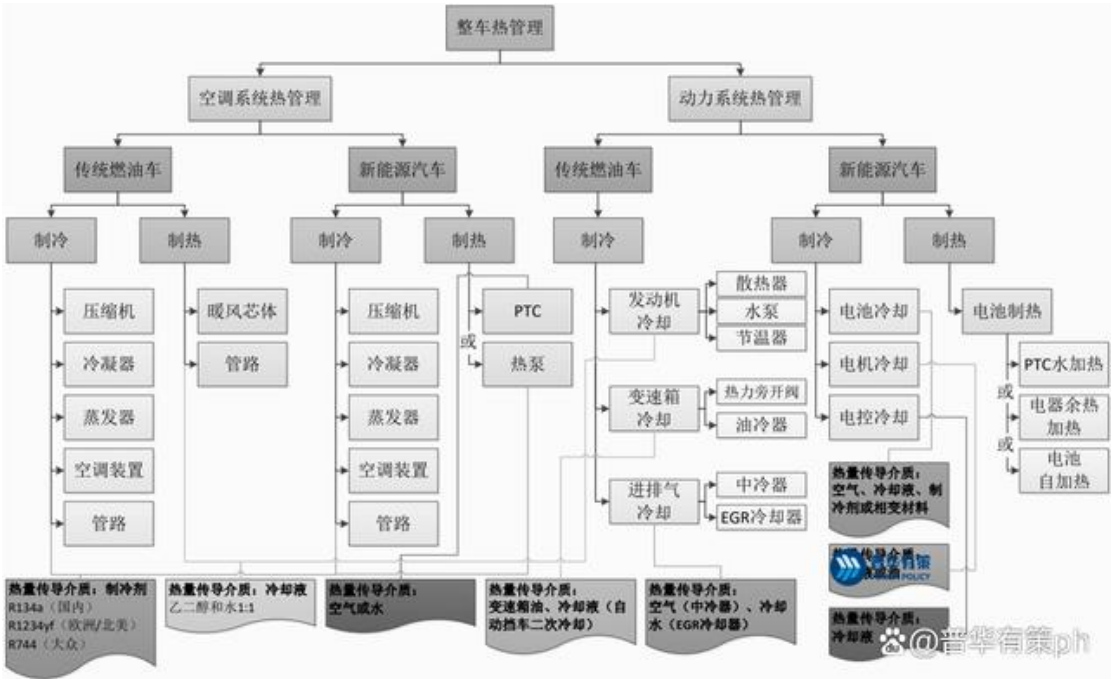 整车热管理
空调系统热管理
动力系统热管理
传统燃油车
新能源汽车
传统燃油车
新能源汽车
制冷
制热
制冷
制热
制冷
制冷
制热
压缩机
冷凝器
蒸发器
空调装置
管路
暖风芯体
管路
压缩机
冷凝器
蒸发器
空调装置
管路
PTC
或
热泵
发动机
冷却
散热器
水泵
节温器
变速箱
冷却
热力旁开阀
油冷器
进排气
冷却
中冷器
EGR冷却器
电池冷却
电机冷却
电控冷却
电池制热
PTC水加热
或
电器余热
加热
或
电池
自加热
热量传导介质：制冷剂
R134a（国内）
R1234yf（欧洲/北美）
R744（大众）
热量传导介质：冷却液
乙二醇和水1:1
热量传导介质：
空气或水
热量传导介质：
变速箱油、冷却液（自
动挡车二次冷却）
热量传导介质：
空气（中冷器）、冷却
水（EGR冷却器）
热量传导介质：
空气、冷却液、制
冷剂或相变材料
普华有策
POLICY
热量传导介质：
冷却液
du
@普华有策ph